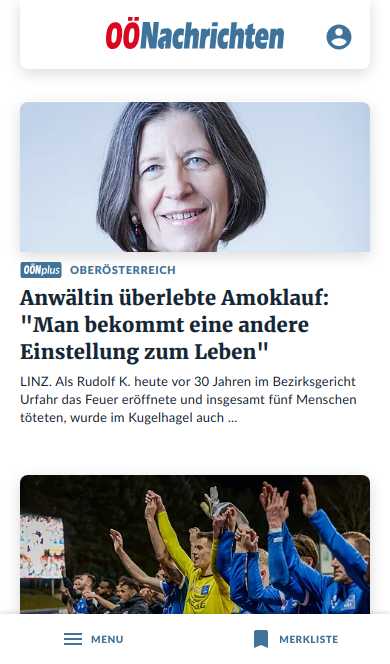 OÖNachrichten
OÖNplus OBERÖSTERREICH
Anwältin überlebte Amoklauf:
"Man bekommt eine andere
Einstellung zum Leben"
LINZ. Als Rudolf K. heute vor 30 Jahren im Bezirksgericht
Urfahr das Feuer eröffnete und insgesamt fünf Menschen
töteten, wurde im Kugelhagel auch ...
MENU
MERKLISTE